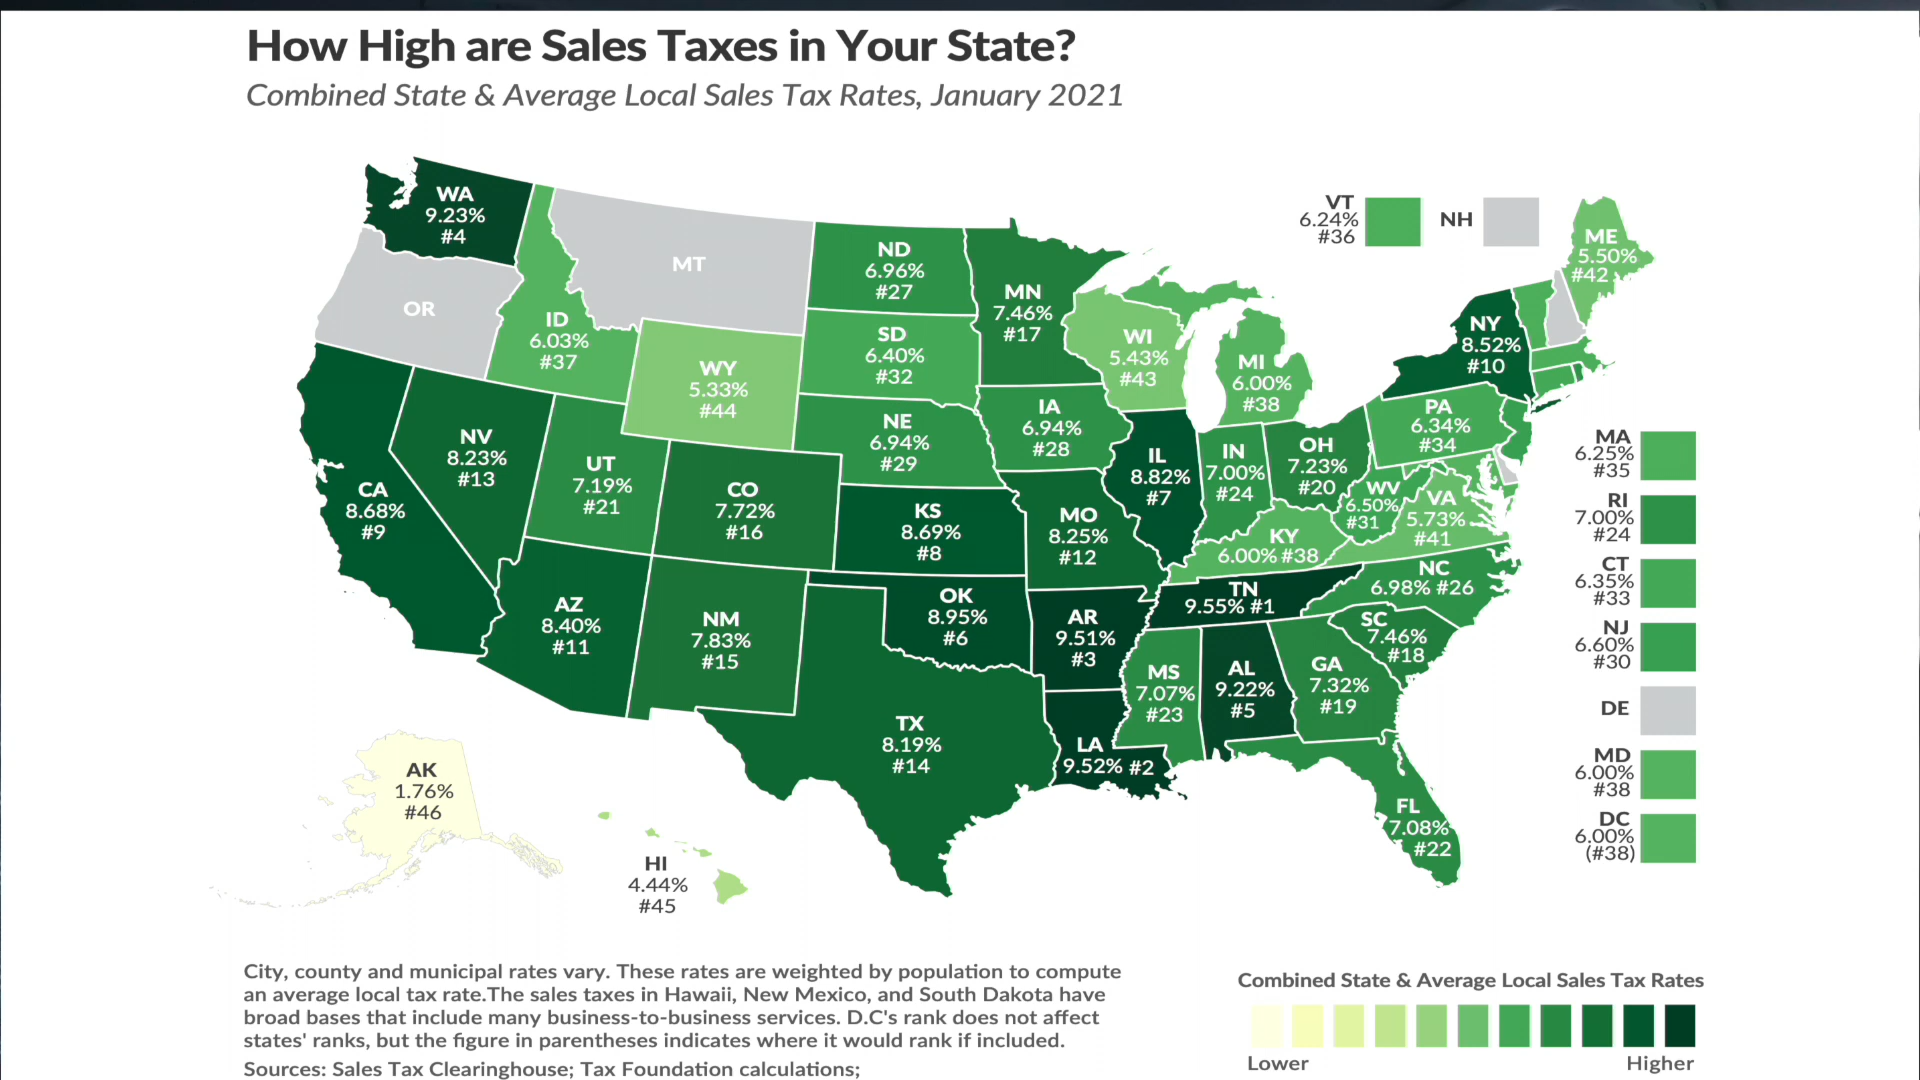 How High are Sales Taxes in Your State?
Combined State & Average Local Sales Tax Rates, January 2021
WA
9.23%
#4
MT
OR
ID
6.03%
#37
WY
5.33%
#44
ND
6.96%
#27
SD
6.40%
#32
NE
6.94%
#29
MN
7.46%
#17
IA
6.94%
#28
WI
5.43%
#43
MI
6.00%
#38
VT
6.24%
#36
NH
ME
5.50%
#42
NY
8.52%
#10
PA
6.34%
#34
NV
8.23%
#13
UT
7.19%
#21
CO
7.72%
#16
CA
8.68%
#9
KS
8.69%
#8
MO
8.25%
#12
IL
8.82%
#7
IN
7.00%
#24
OH
7.23%
#20
WV
6.50%
#31
VA
5.73%
#41
KY
6.00% #38
NC
6.98% #26
TN
9.55% #1
SC
7.46%
#18
AZ
8.40%
#11
NM
7.83%
#15
OK
8.95%
#6
AR
9.51%
#3
MS
7.07%
#23
AL
9.22%
#5
GA
7.32%
#19
TX
8.19%
#14
LA
9.52% #2
FL
7.08%
#22
AK
1.76%
#46
HI
4.44%
#45
MA
6.25%
#35
RI
7.00%
#24
CT
6.35%
#33
NJ
6.60%
#30
DE
MD
6.00%
#38
DC
6.00%
(#38)
City, county and municipal rates vary. These rates are weighted by population to compute
an average local tax rate.The sales taxes in Hawaii, New Mexico, and South Dakota have
broad bases that include many business-to-business services. D.C's rank does not affect
states' ranks, but the figure in parentheses indicates where it would rank if included.
Sources: Sales Tax Clearinghouse; Tax Foundation calculations;
Combined State & Average Local Sales Tax Rates
Lower
Higher